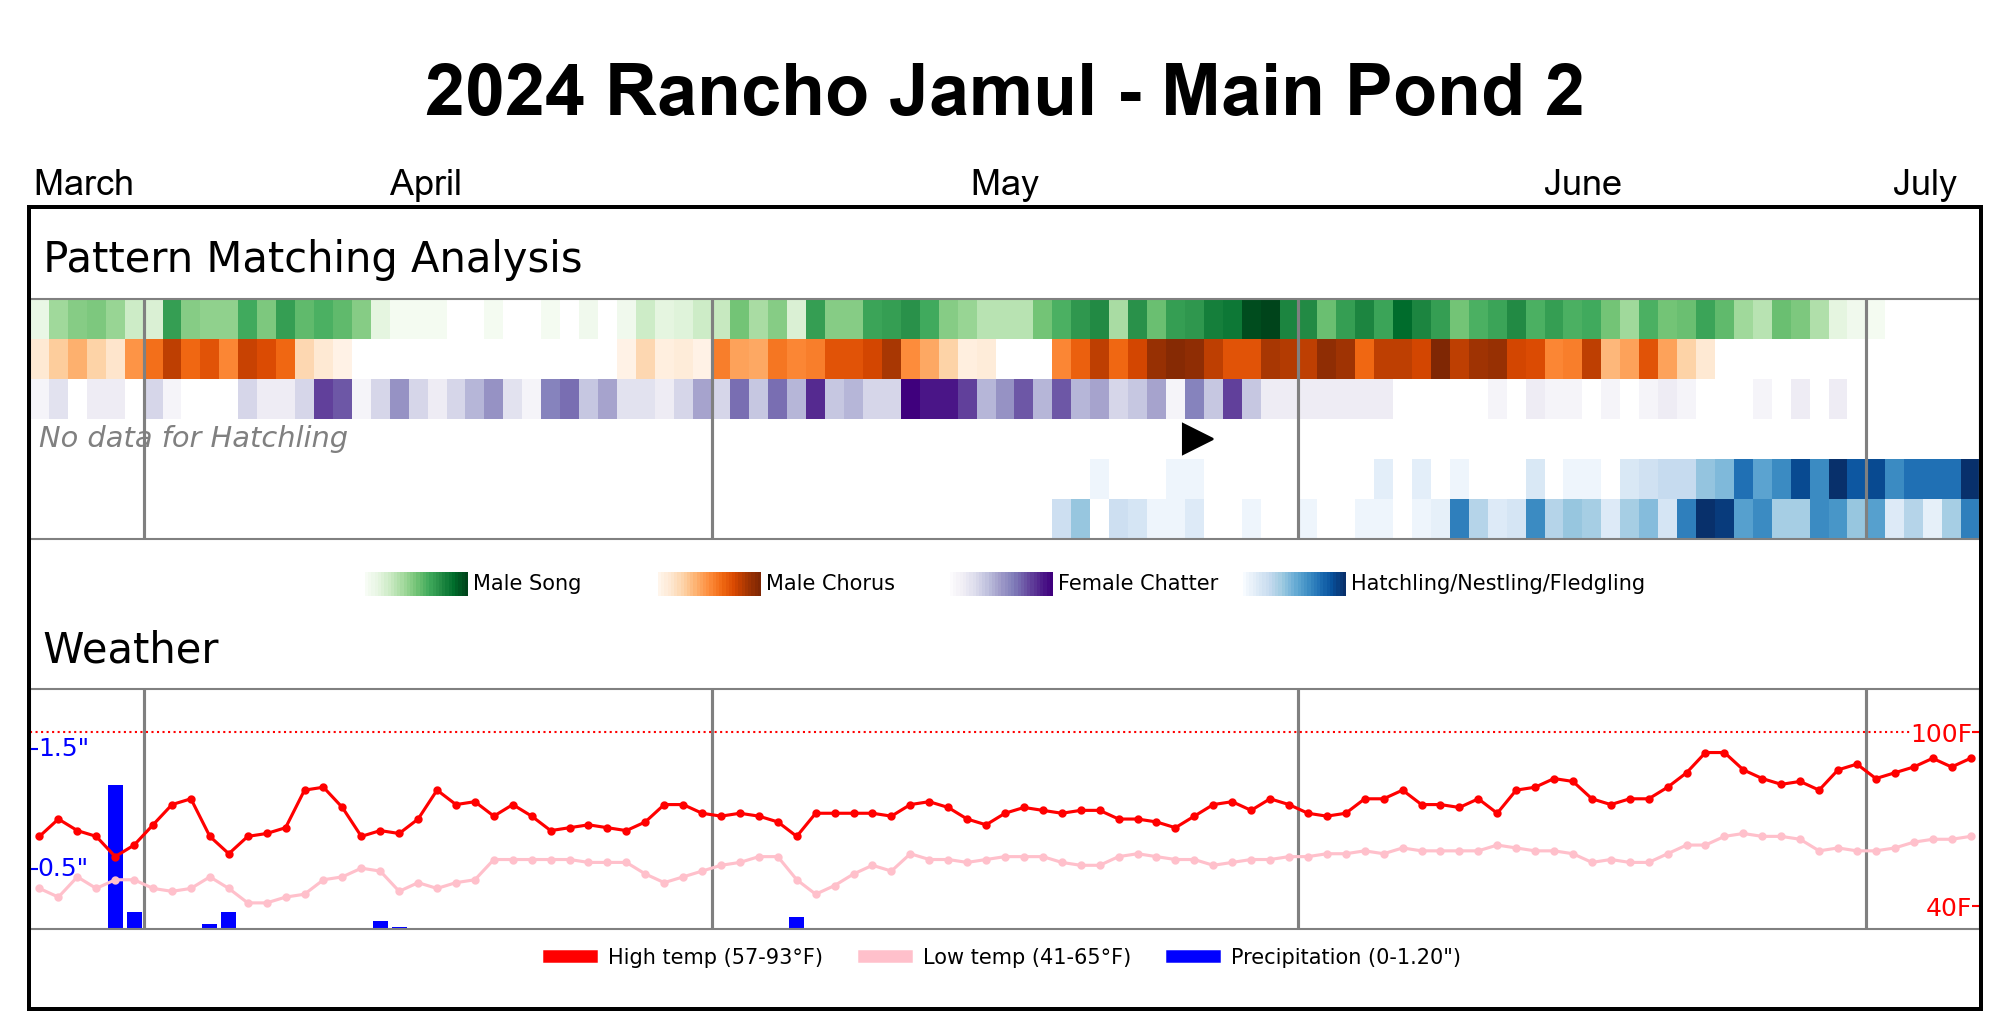 2024 Rancho Jamul - Main Pond 2
March April May June July
Pattern Matching Analysis
No data for Hatchling
Male Song Male Chorus Female Chatter Hatchling/Nestling/Fledgling
Weather
1.5" 100F
0.5"
40F
High temp (57-93°F) Low temp (41-65°F) Precipitation (0-1.20")